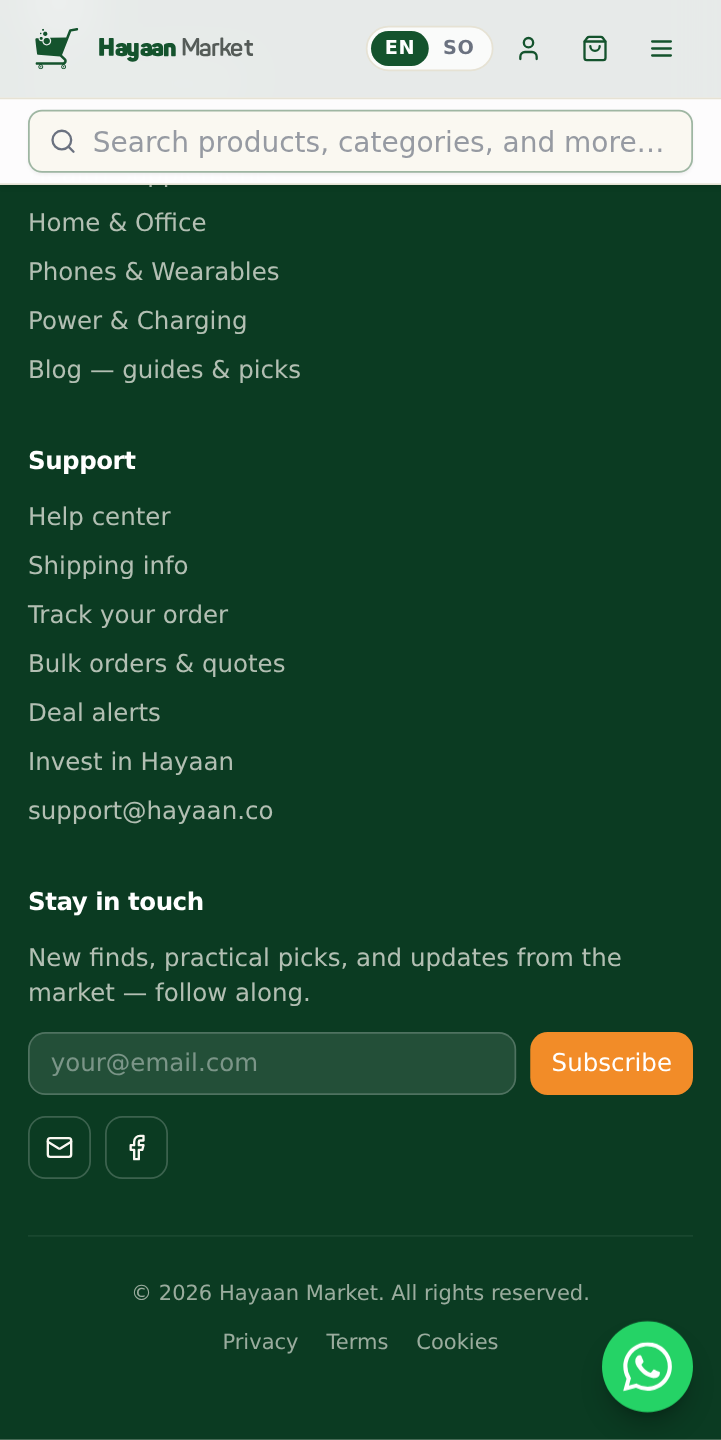 Hayaan Market
EN SO
Search products, categories, and more...
Home & Office
Phones & Wearables
Power & Charging
Blog — guides & picks
Support
Help center
Shipping info
Track your order
Bulk orders & quotes
Deal alerts
Invest in Hayaan
support@hayaan.co
Stay in touch
New finds, practical picks, and updates from the
market — follow along.
your@email.com
Subscribe
© 2026 Hayaan Market. All rights reserved.
Privacy Terms Cookies